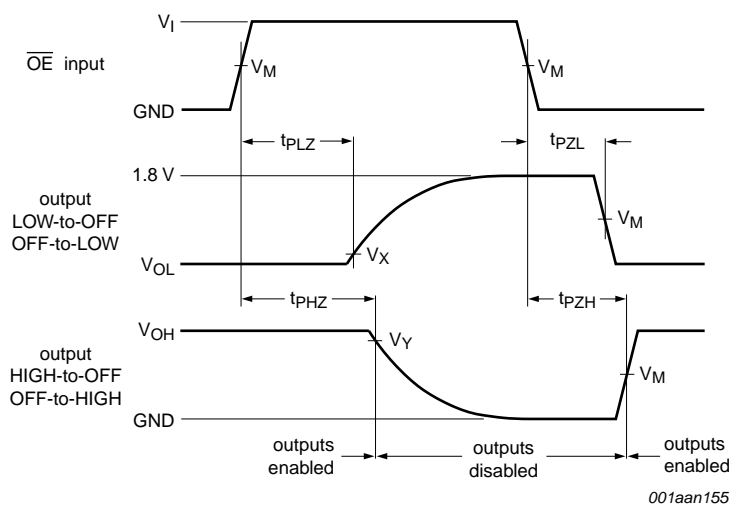 V_I
OE input
V_M
V_M
GND
t_PLZ
t_PZL
1.8 V
output
LOW-to-OFF
OFF-to-LOW
V_M
V_X
V_OL
t_PHZ
t_PZH
V_OH
output
HIGH-to-OFF
OFF-to-HIGH
V_Y
V_M
GND
outputs
enabled
outputs
disabled
outputs
enabled
001aan155